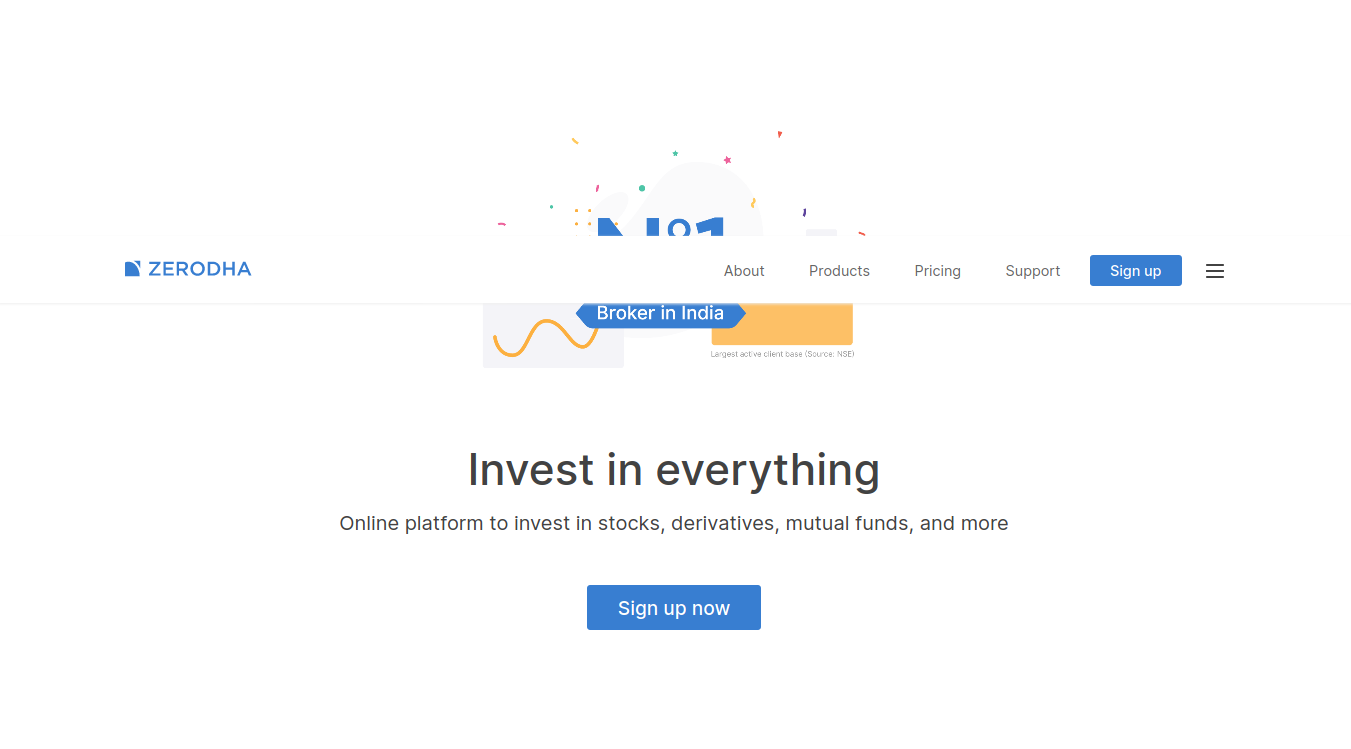 Nº1
ZERODHA
About
Products
Pricing
Support
Sign up
Broker in India
Largest active client base (Source: NSE)
Invest in everything
Online platform to invest in stocks, derivatives, mutual funds, and more
Sign up now